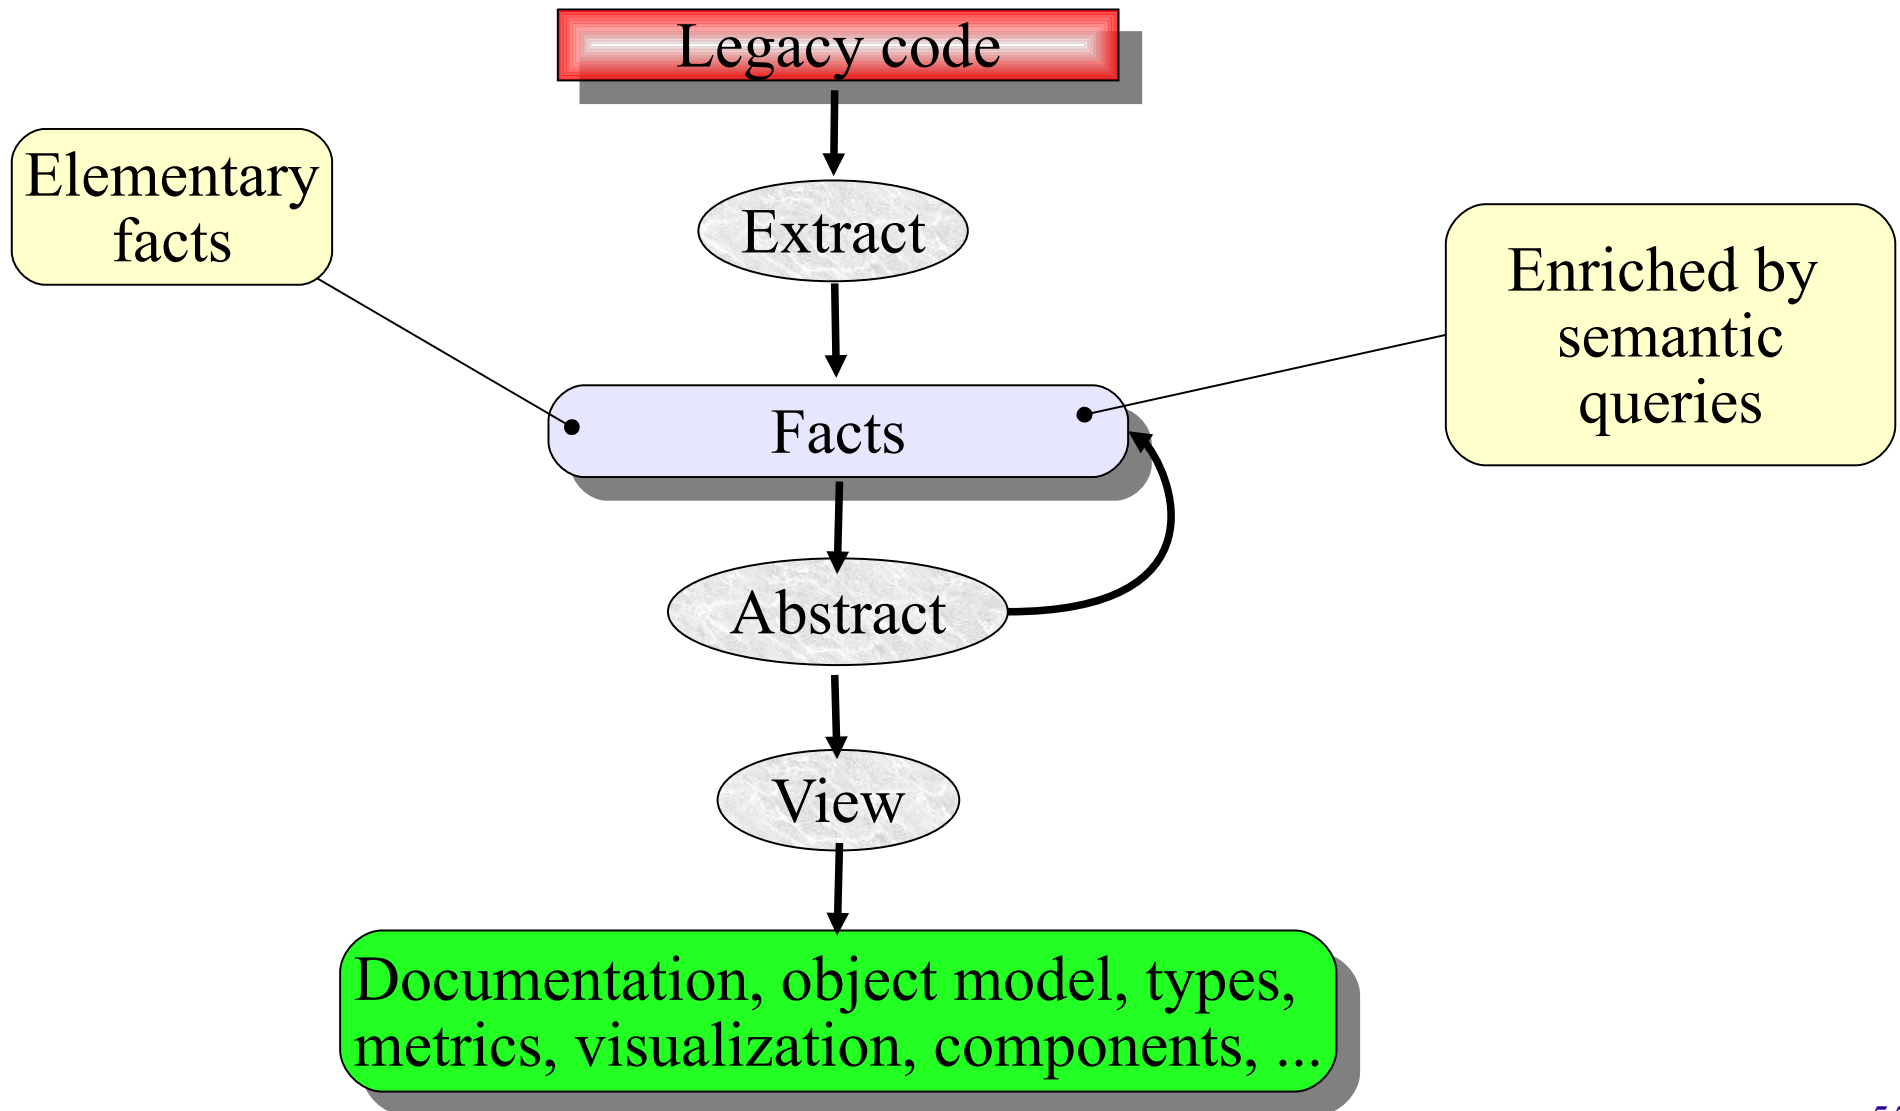 Legacy code
Elementary
facts
Extract
Enriched by
semantic
queries
Facts
Abstract
View
Documentation, object model, types,
metrics, visualization, components, ...